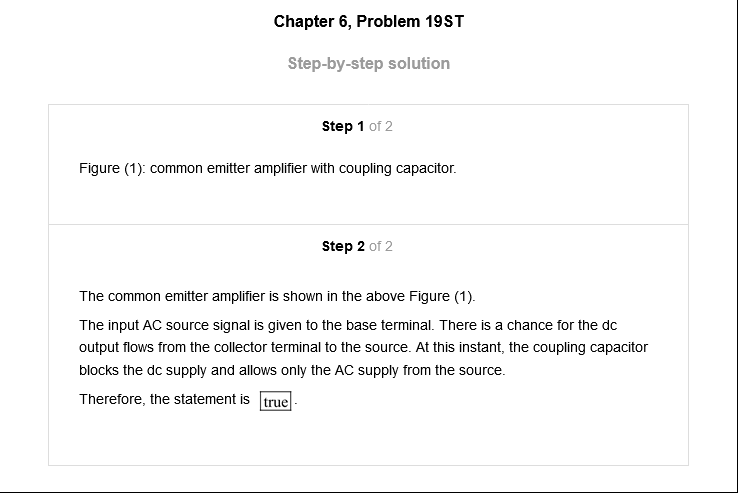 Chapter 6, Problem 19ST
Step-by-step solution
Step 1 of 2
Figure (1): common emitter amplifier with coupling capacitor.
Step 2 of 2
The common emitter amplifier is shown in the above Figure (1).
The input AC source signal is given to the base terminal. There is a chance for the dc
output flows from the collector terminal to the source. At this instant, the coupling capacitor
blocks the dc supply and allows only the AC supply from the source.
Therefore, the statement is true.